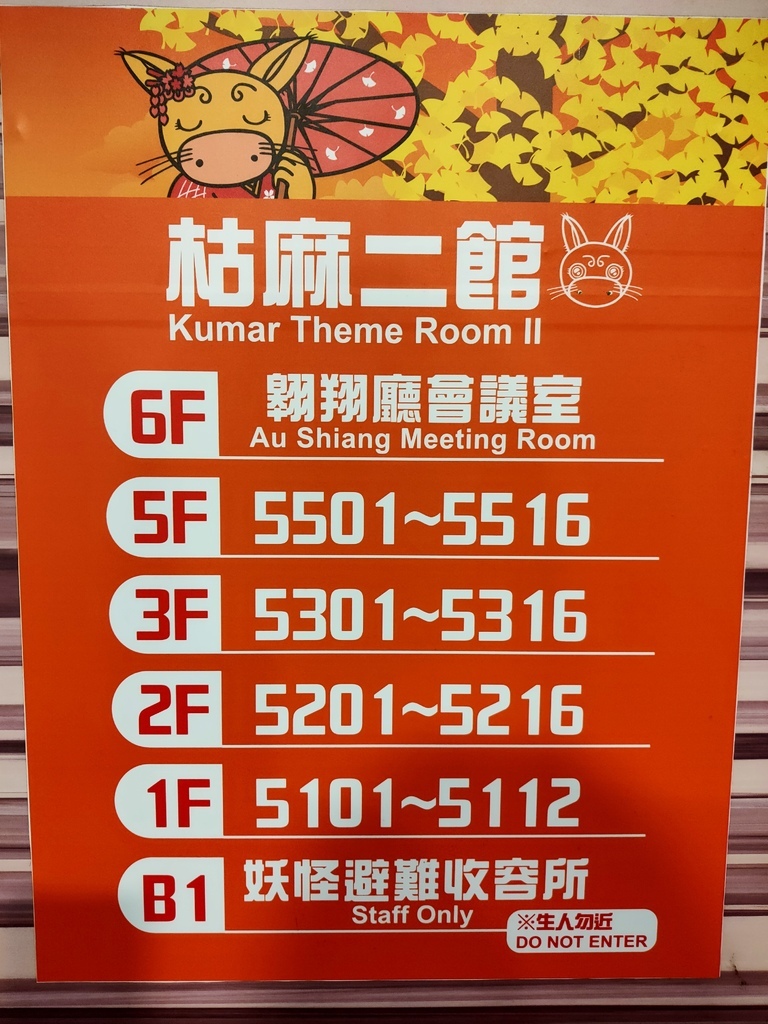 枯麻二館
Kumar Theme Room II
6F
翱翔廳會議室
Au Shiang Meeting Room
5F 5501~5516
3F 5301~5316
2F 5201~5216
1F 5101~5112
B1
妖怪避難收容所
Staff Only
※生人勿近
DO NOT ENTER